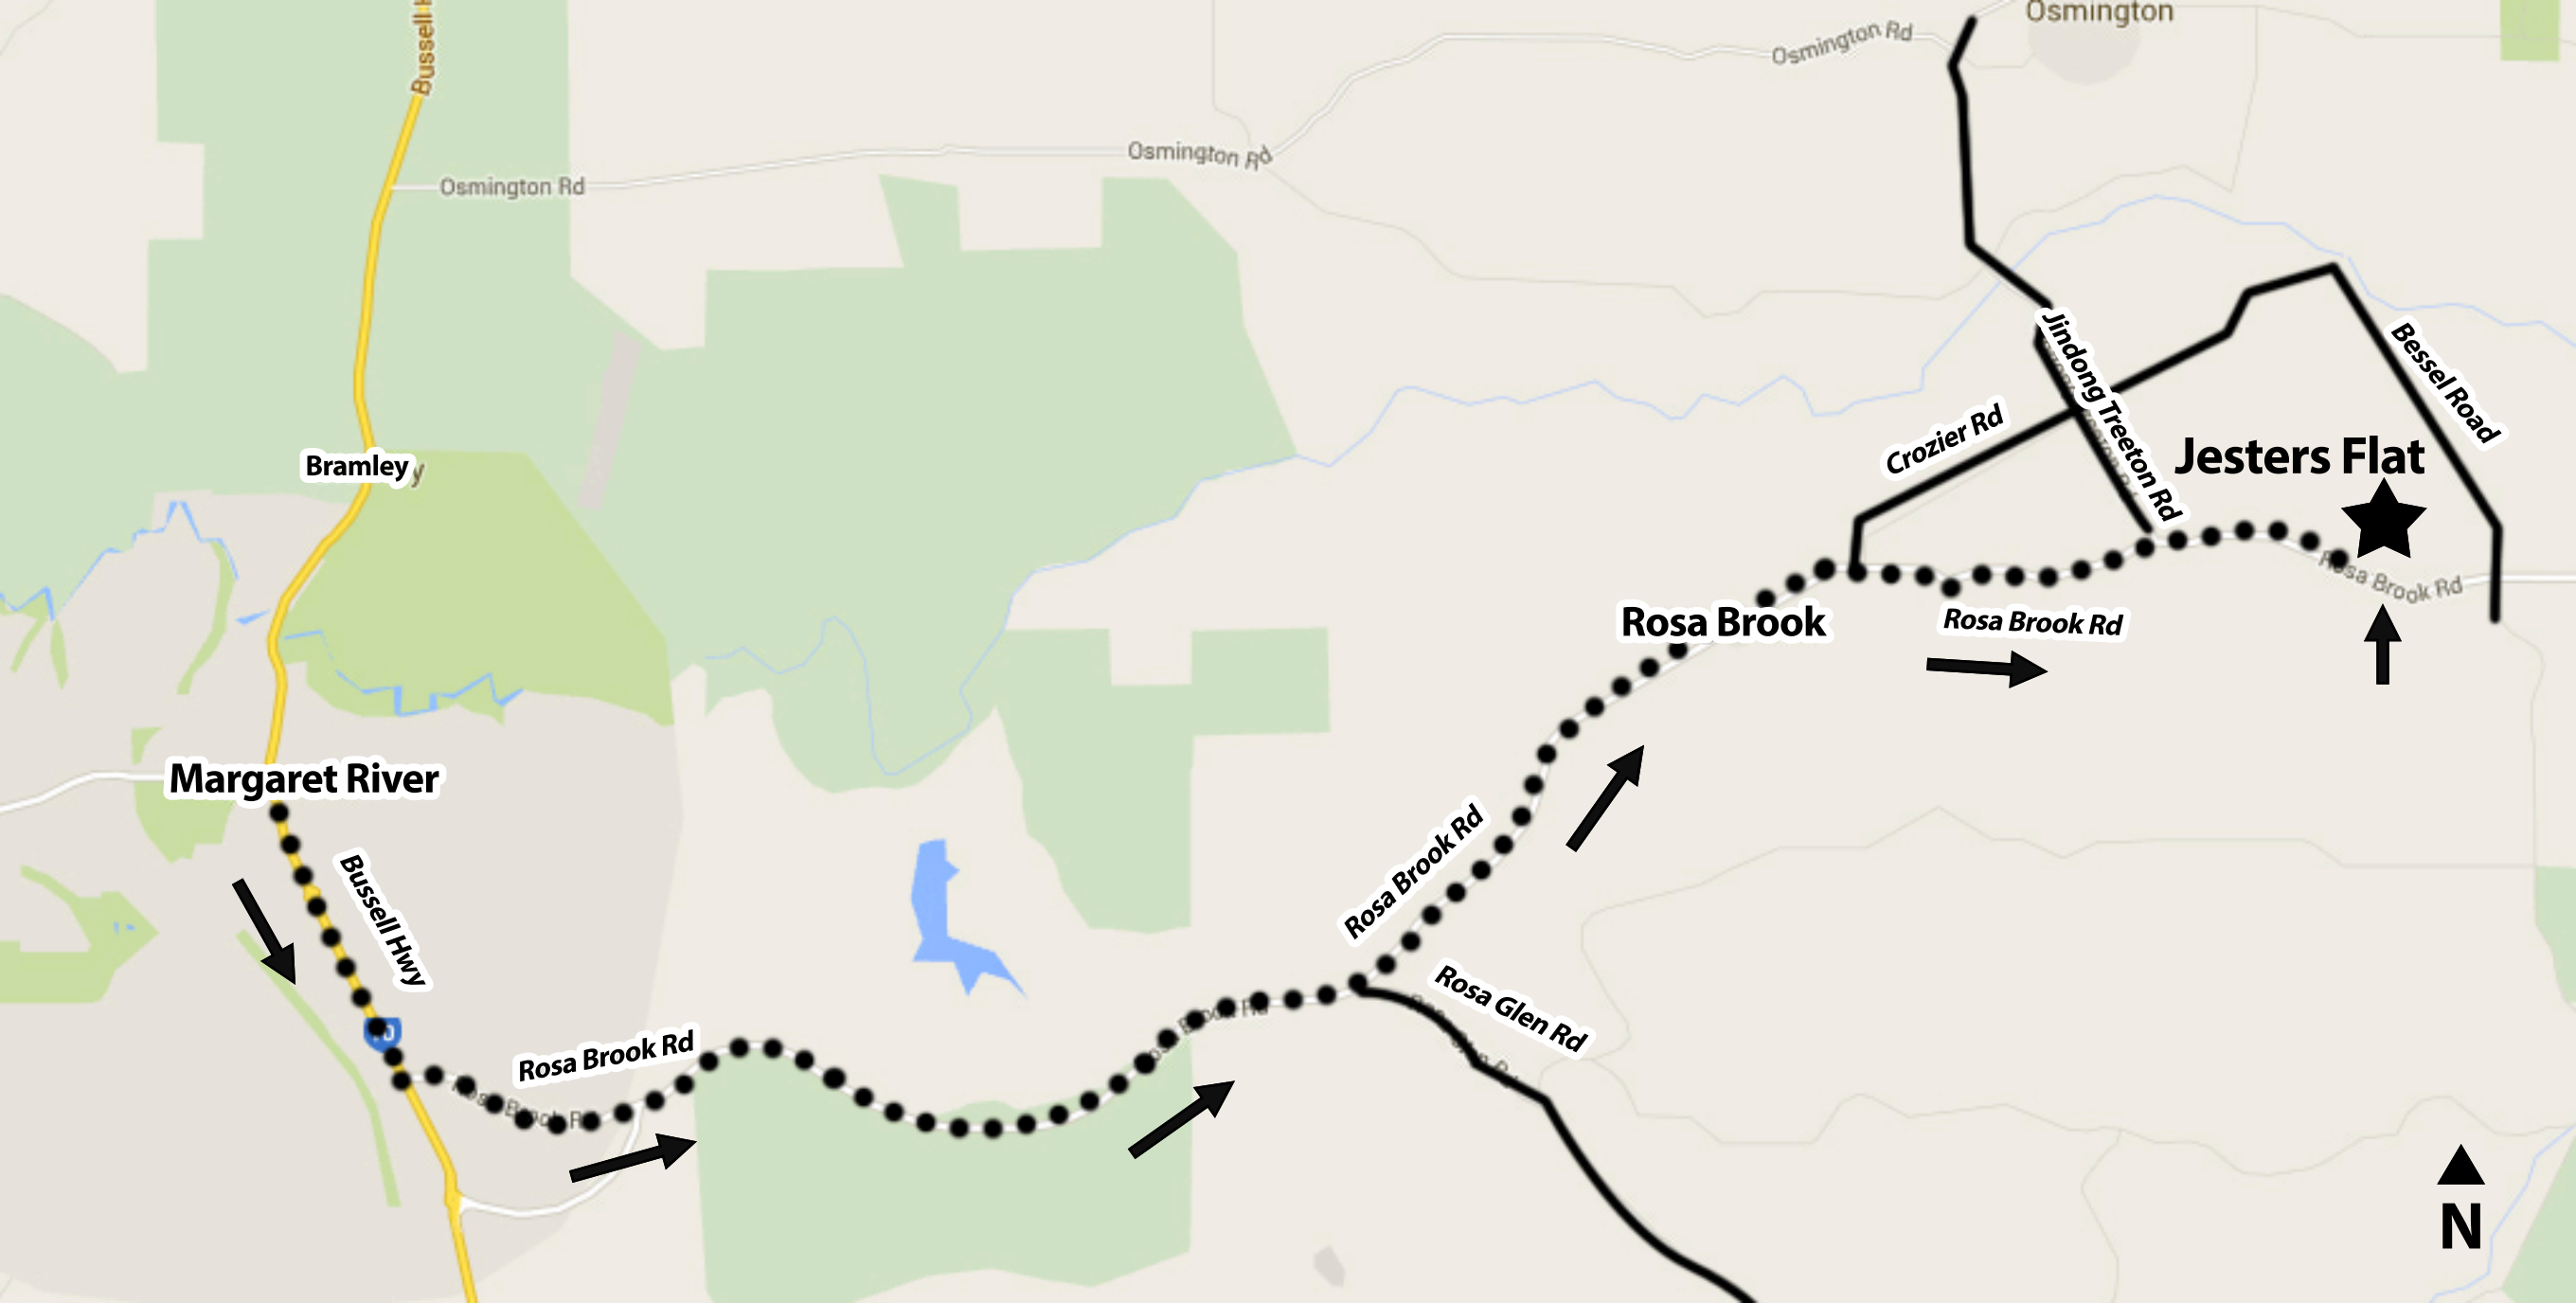 Bussell
Osmington
Osmington Rd
Osmington Rd
Osmington Rd
Bramley
Jindong Treeton Rd
Bessel Road
Crozier Rd
Jesters Flat
Rosa Brook Rd
Rosa Brook
Rosa Brook Rd
Margaret River
Bussell Hwy
Rosa Brook Rd
Rosa Glen Rd
Rosa Brook Rd
N